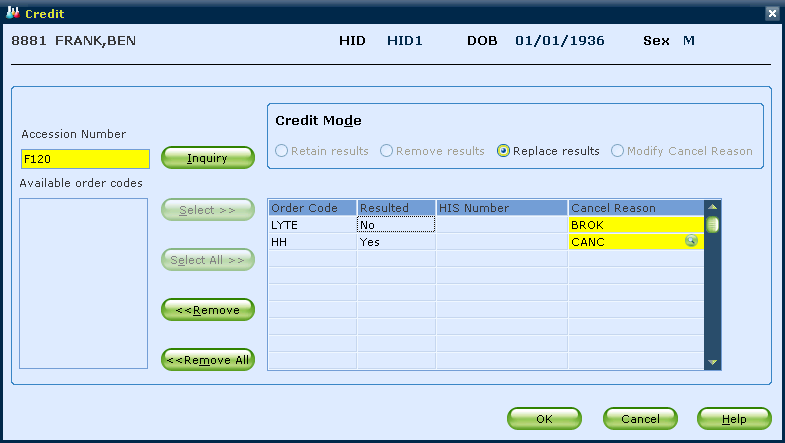 Credit
8881 FRANK,BEN HID HID1 DOB 01/01/1936 Sex M
Credit Mode
Retain results Remove results Replace results Modify Cancel Reason
Accession Number
F120 Inquiry
Available order codes
Select >>
Select All >>
<<Remove
<<Remove All
Order Code Resulted HIS Number Cancel Reason
LYTE No BROK
HH Yes CANC
OK Cancel Help